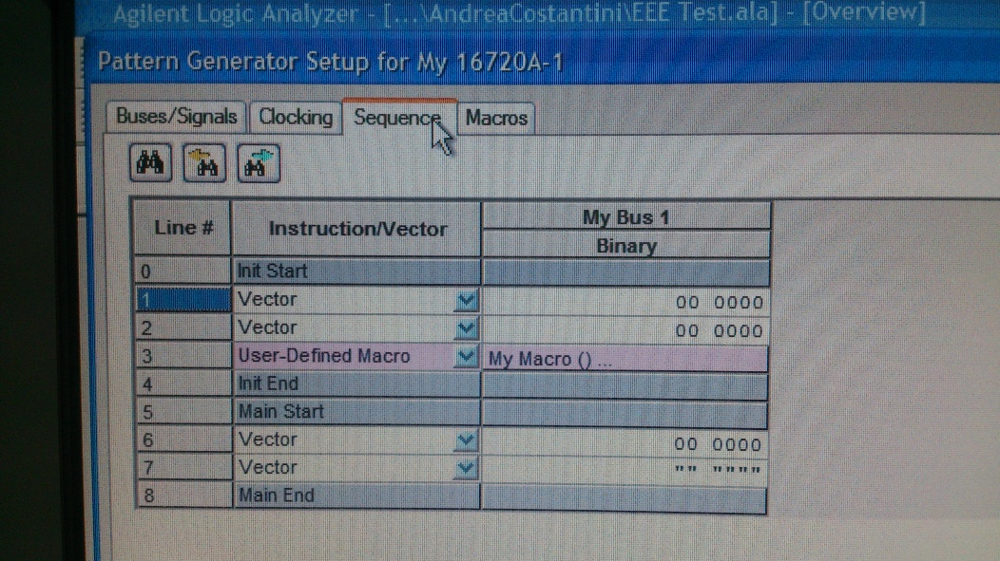 Agilent Logic Analyzer - [...\AndreaCostantini\EEE Test.ala] - [Overview]
Pattern Generator Setup for My 16720A-1
Buses/Signals Clocking Sequence Macros
Line # Instruction/Vector My Bus 1
Binary
0 Init Start
1 Vector 00 0000
2 Vector 00 0000
3 User-Defined Macro My Macro () ...
4 Init End
5 Main Start
6 Vector 00 0000
7 Vector "" """"
8 Main End